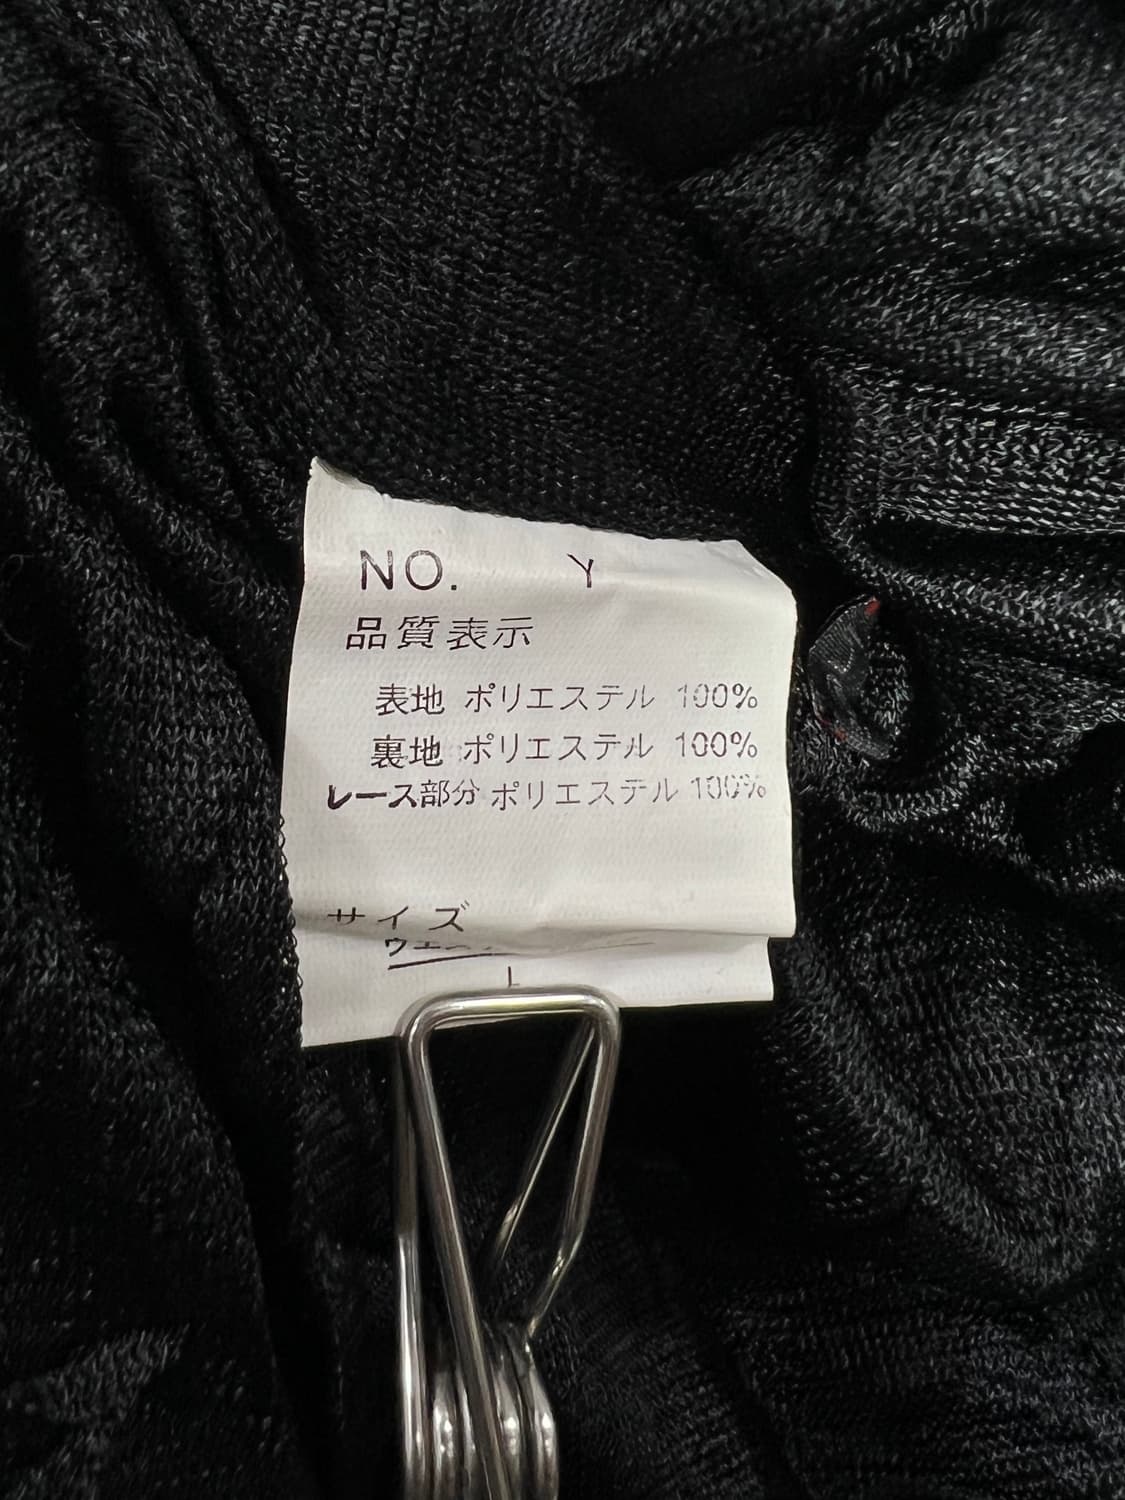 NO. Y
品質表示
表地 ポリエステル 100%
裏地 ポリエステル 100%
レース部分 ポリエステル 100%
サイズ
L